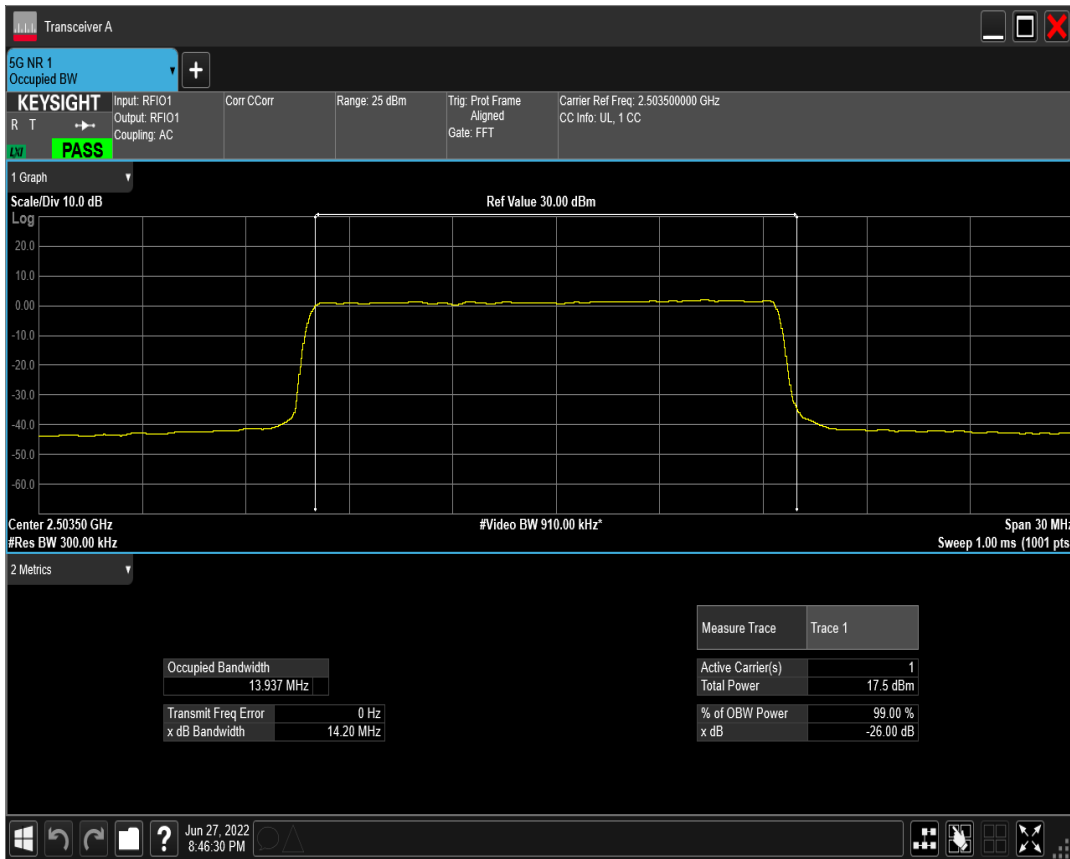 Transceiver A
5G NR 1
Occupied BW
KEYSIGHT
R T
LXI
PASS
Input: RFIO1
Output: RFIO1
Coupling: AC
Corr CCorr
Range: 25 dBm
Trig: Prot Frame
Aligned
Gate: FFT
Carrier Ref Freq: 2.503500000 GHz
CC Info: UL, 1 CC
1 Graph
Scale/Div 10.0 dB
Ref Value 30.00 dBm
Log
20.0
10.0
0.00
-10.0
-20.0
-30.0
-40.0
-50.0
-60.0
Center 2.50350 GHz
#Video BW 910.00 kHz*
Span 30 MHz
#Res BW 300.00 kHz
Sweep 1.00 ms (1001 pts
2 Metrics
Measure Trace Trace 1
Occupied Bandwidth
13.937 MHz
Active Carrier(s) 1
Total Power 17.5 dBm
Transmit Freq Error 0 Hz
x dB Bandwidth 14.20 MHz
% of OBW Power 99.00 %
x dB -26.00 dB
?
Jun 27, 2022
8:46:30 PM